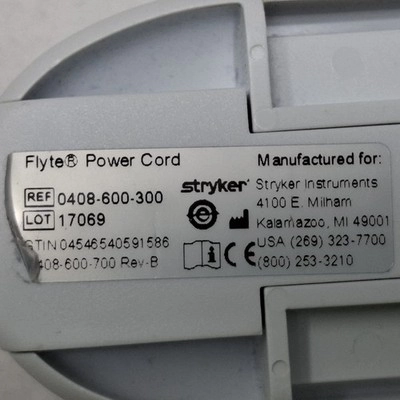 Flyte® Power Cord
REF 0408-600-300
LOT 17069
GTIN 04546540591586
0408-600-700 Rev-B
stryker®
CE
Manufactured for:
Stryker Instruments
4100 E. Milham
Kalamazoo, MI 49001
USA (269) 323-7700
(800) 253-3210